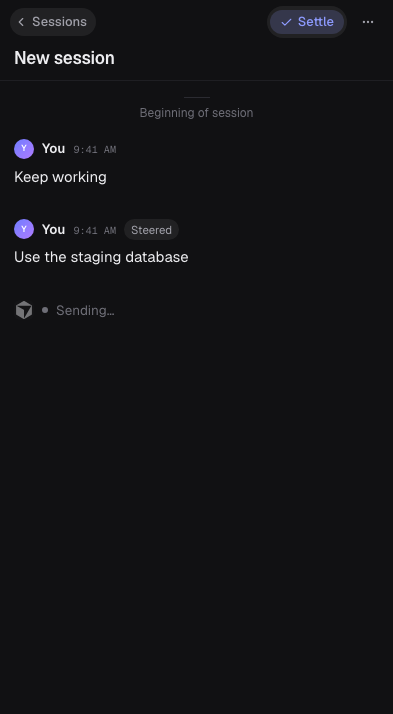 Sessions
Settle
New session
Beginning of session
Y You 9:41 AM
Keep working
Y You 9:41 AM Steered
Use the staging database
Sending…